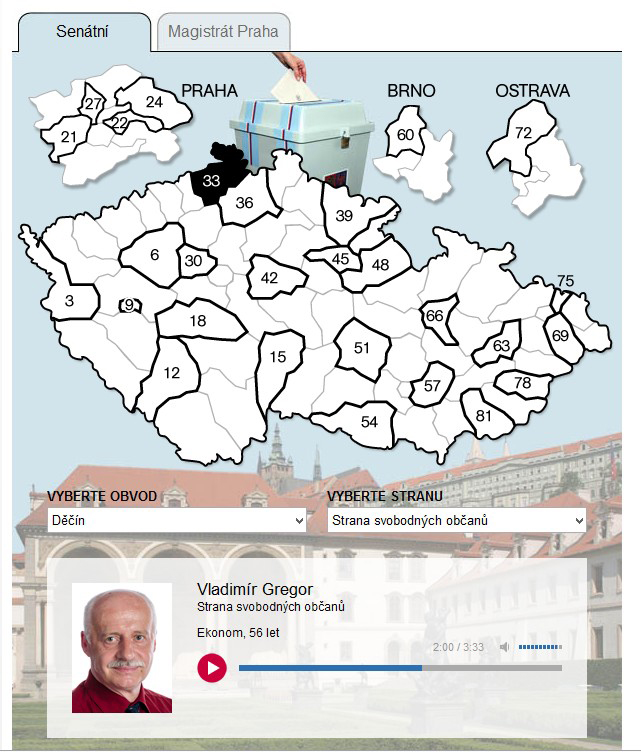 Senátní
Magistrát Praha
PRAHA
BRNO
OSTRAVA
27
24
22
21
60
72
33
36
39
6
30
45
48
42
3
9
75
18
66
69
51
15
63
12
57
78
54
81
VYBERTE OBVOD
VYBERTE STRANU
Děčín
Strana svobodných občanů
Vladimír Gregor
Strana svobodných občanů
Ekonom, 56 let
2:00 / 3:33